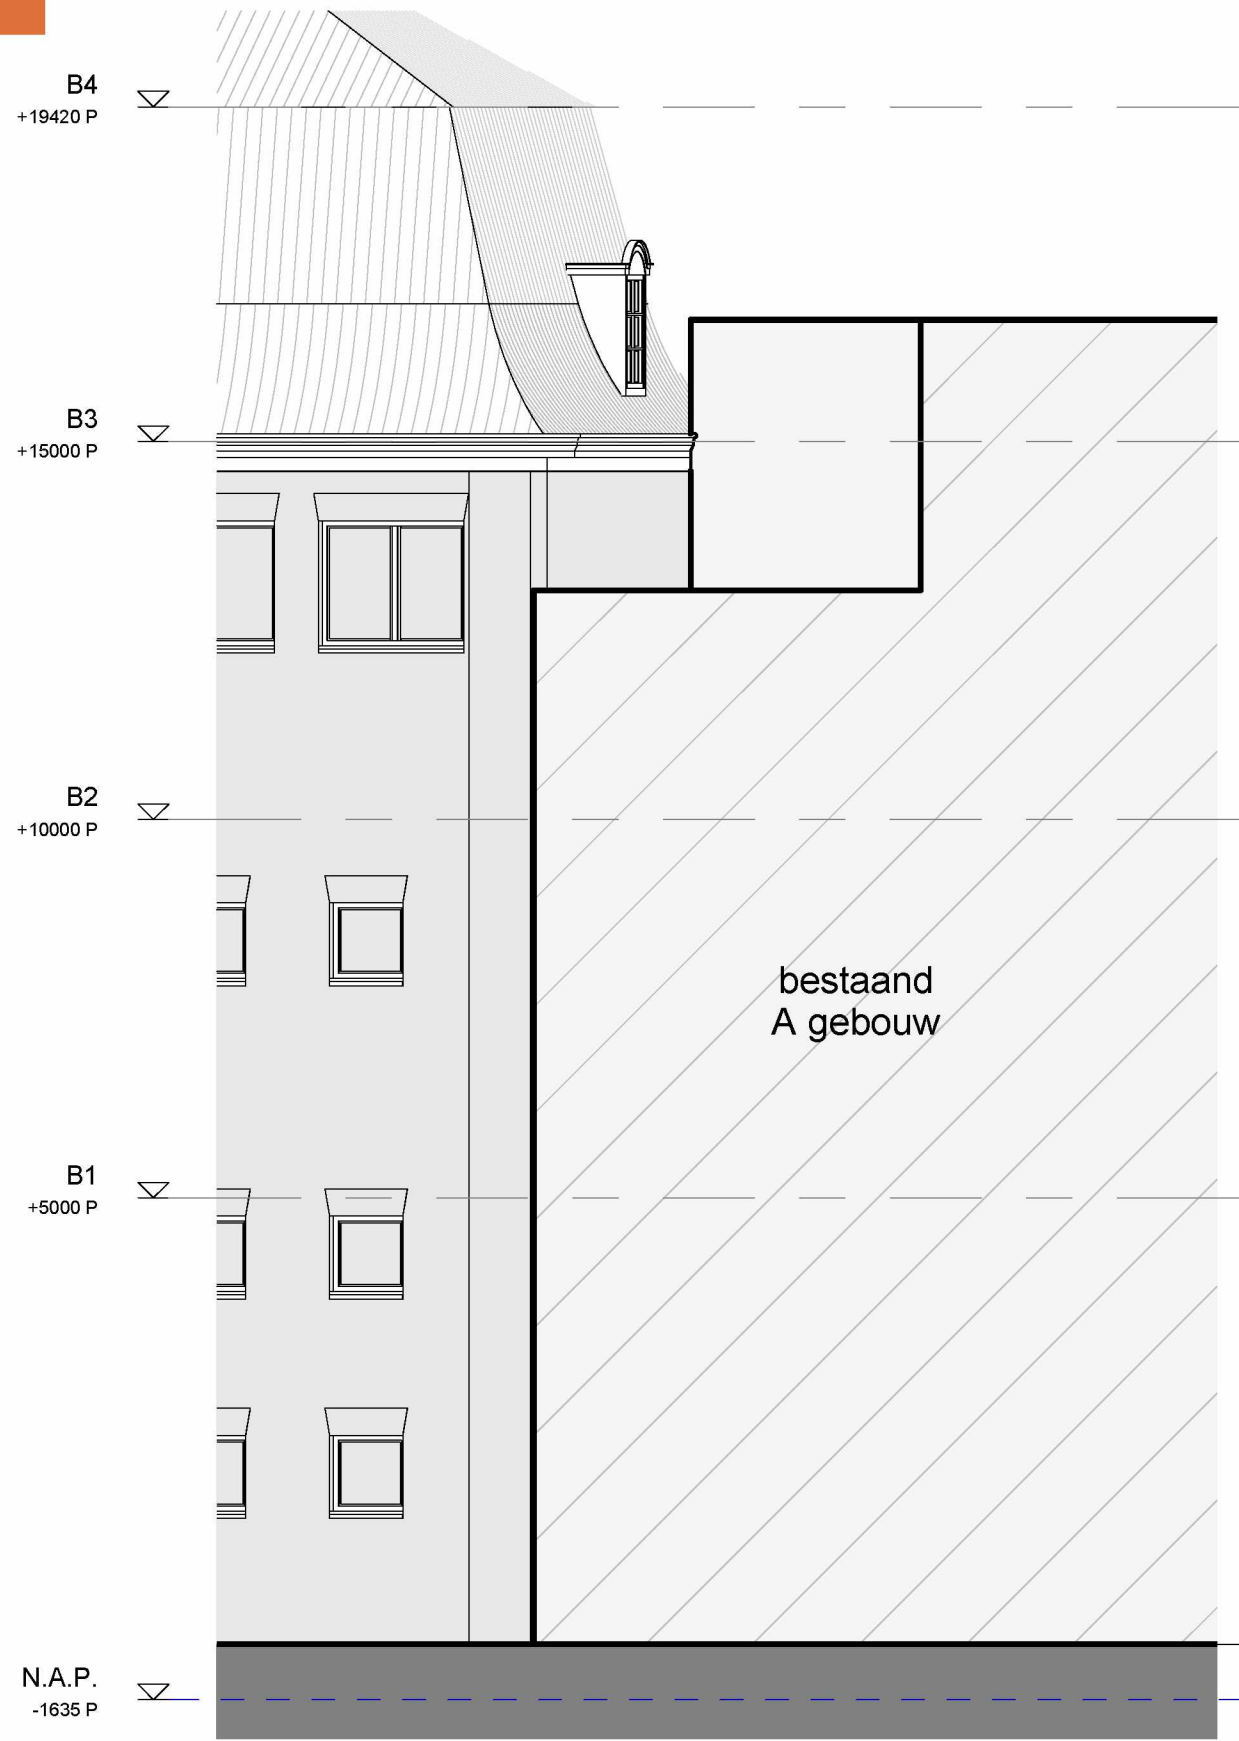 B4
+19420 P
B3
+15000 P
B2
+10000 P
bestaand
A gebouw
B1
+5000 P
N.A.P.
-1635 P